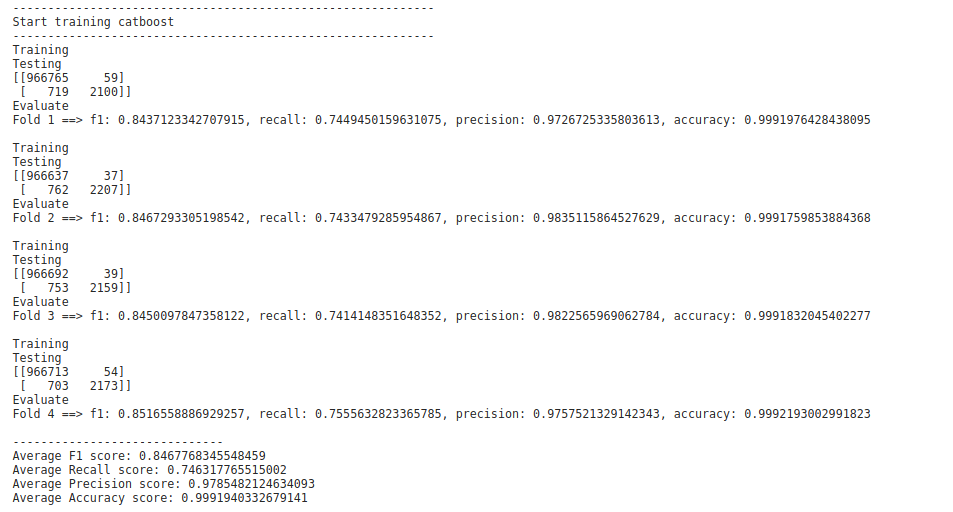 ------------------------------------------------------------
Start training catboost
------------------------------------------------------------
Training
Testing
[[966765     59]
 [   719   2100]]
Evaluate
Fold 1 ==> f1: 0.8437123342707915, recall: 0.7449450159631075, precision: 0.9726725335803613, accuracy: 0.9991976428438095
Training
Testing
[[966637     37]
 [   762   2207]]
Evaluate
Fold 2 ==> f1: 0.8467293305198542, recall: 0.7433479285954867, precision: 0.9835115864527629, accuracy: 0.9991759853884368
Training
Testing
[[966692     39]
 [   753   2159]]
Evaluate
Fold 3 ==> f1: 0.8450097847358122, recall: 0.7414148351648352, precision: 0.9822565969062784, accuracy: 0.9991832045402277
Training
Testing
[[966713     54]
 [   703   2173]]
Evaluate
Fold 4 ==> f1: 0.8516558886929257, recall: 0.7555632823365785, precision: 0.9757521329142343, accuracy: 0.9992193002991823
------------------------------
Average F1 score: 0.8467768345548459
Average Recall score: 0.746317765515002
Average Precision score: 0.9785482124634093
Average Accuracy score: 0.9991940332679141